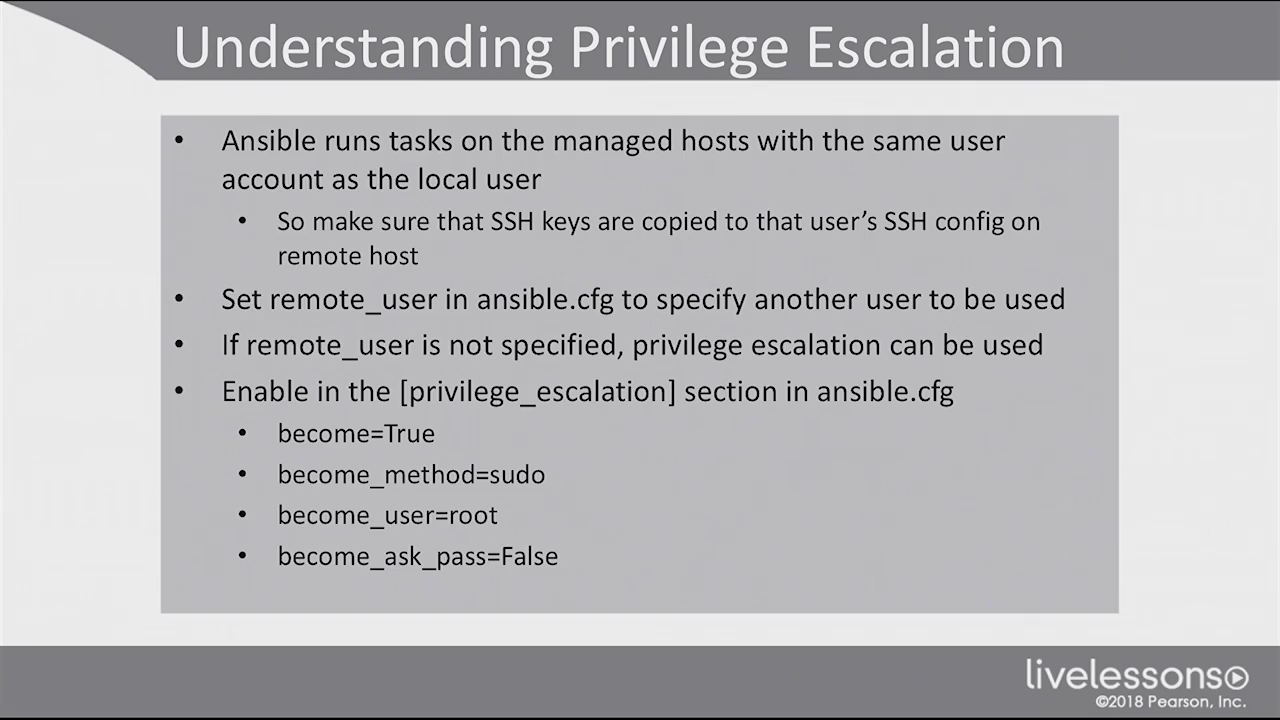 Understanding Privilege Escalation
• Ansible runs tasks on the managed hosts with the same user
account as the local user
• So make sure that SSH keys are copied to that user’s SSH config on
remote host
• Set remote_user in ansible.cfg to specify another user to be used
• If remote_user is not specified, privilege escalation can be used
• Enable in the [privilege_escalation] section in ansible.cfg
• become=True
• become_method=sudo
• become_user=root
• become_ask_pass=False
livelessons
©2018 Pearson, Inc.